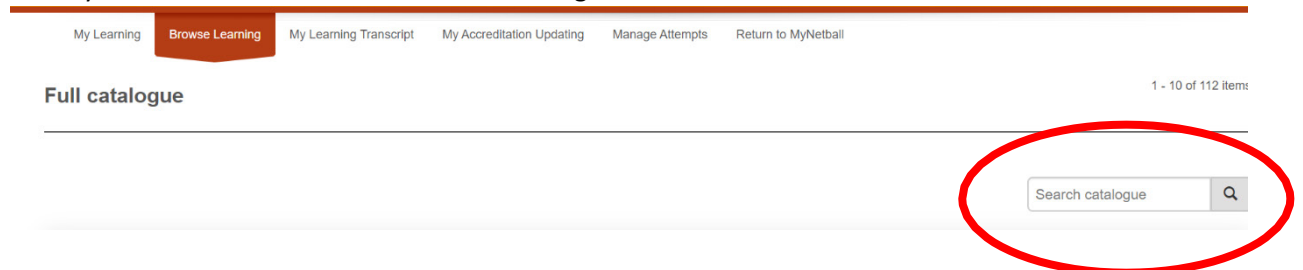 My Learning Browse Learning My Learning Transcript My Accreditation Updating Manage Attempts Return to MyNetball
Full catalogue
1 - 10 of 112 items
Search catalogue